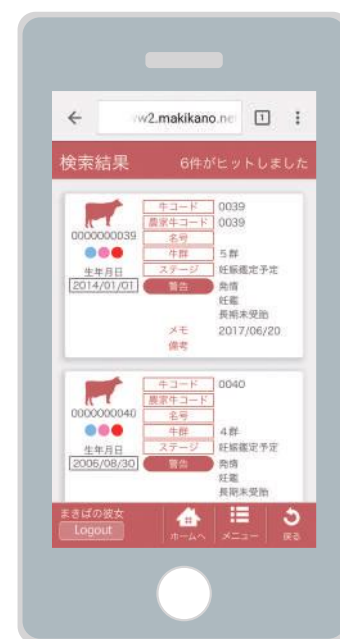 w2.makikano.ne
1
検索結果 6件がヒットしました
牛コード 0039
農家牛コード 0039
0000000039
名号
牛群 5群
生年月日
ステージ 妊娠鑑定予定
2014/01/01
警告 発情
妊鑑
長期未受胎
メモ 2017/06/20
備考
牛コード 0040
農家牛コード
0000000040
名号
牛群 4群
生年月日
ステージ 妊娠鑑定予定
2006/08/30
警告 発情
妊鑑
長期未受胎
まきばの彼女
Logout
ホームへ メニュー 戻る